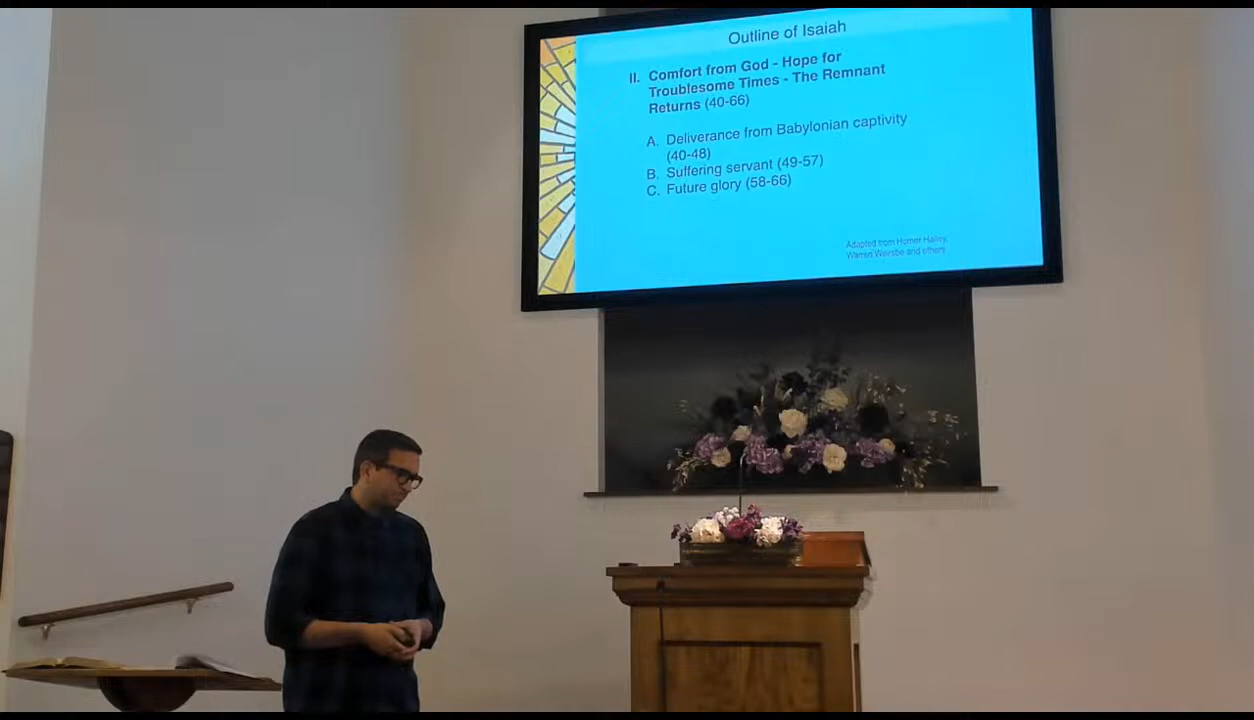 Outline of Isaiah
II. Comfort from God - Hope for
Troublesome Times - The Remnant
Returns (40-66)
A. Deliverance from Babylonian captivity
(40-48)
B. Suffering servant (49-57)
C. Future glory (58-66)
Adapted from Homer Hailey,
Warren Weirsbe and others